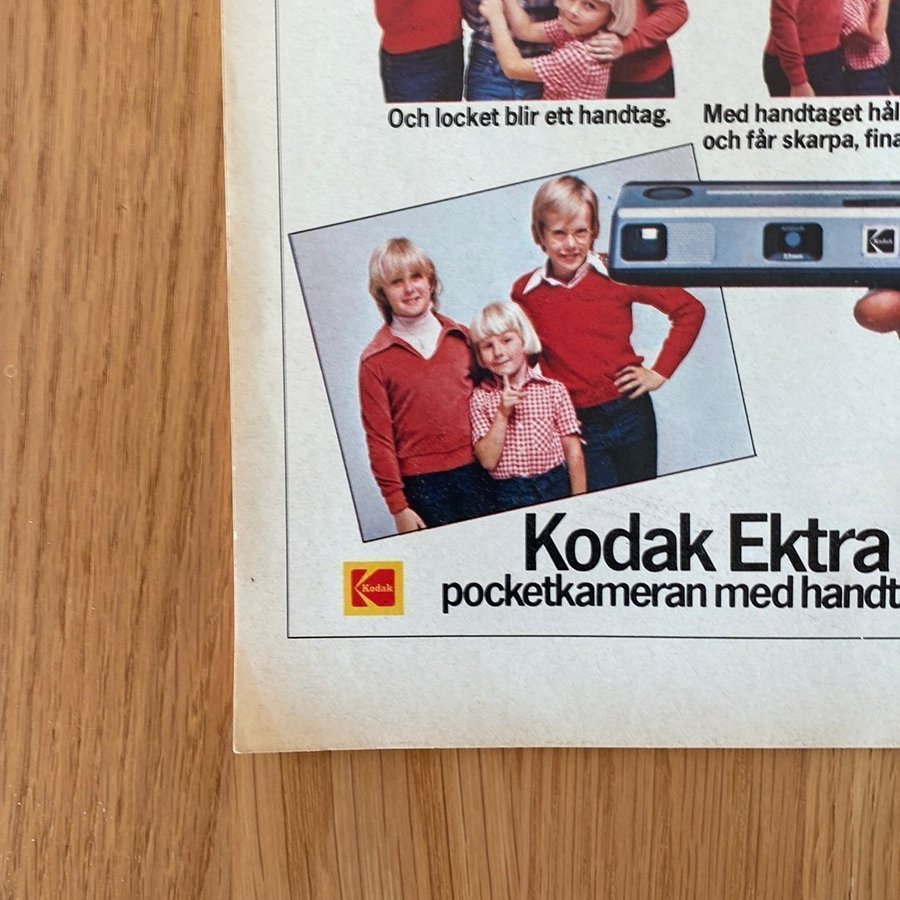 Och locket blir ett handtag.
Med handtaget hål
och får skarpa, fina
Kodak
Kodak Ektra
pocketkameran med handt
Kodak